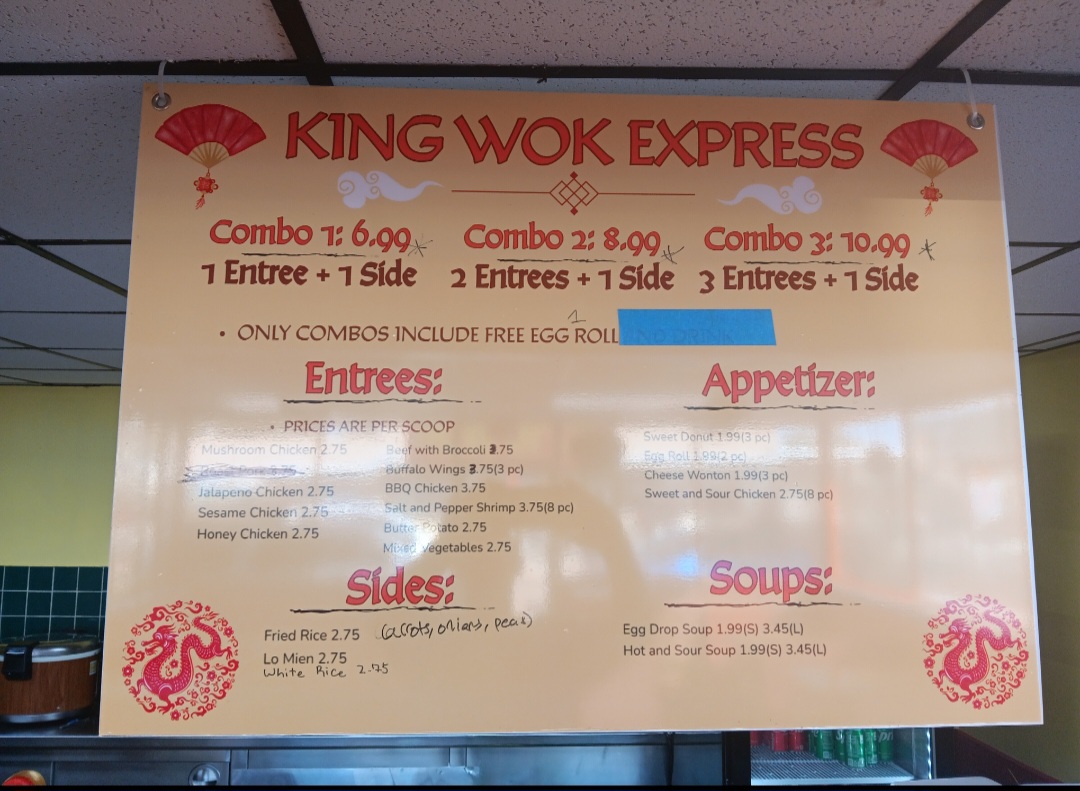 KING WOK EXPRESS
Combo 1: 6.99*
1 Entree + 1 Side
Combo 2: 8.99*
2 Entrees + 1 Side
Combo 3: 10.99 *
3 Entrees + 1 Side
1
• ONLY COMBOS INCLUDE FREE EGG ROLL AND DRINK
Entrees:
• PRICES ARE PER SCOOP
Mushroom Chicken 2.75
Jalapeno Chicken 2.75
Sesame Chicken 2.75
Honey Chicken 2.75
Beef with Broccoli 3.75
Buffalo Wings 3.75(3 pc)
BBQ Chicken 3.75
Salt and Pepper Shrimp 3.75(8 pc)
Butter Potato 2.75
Mixed Vegetables 2.75
Appetizer:
Sweet Donut 1.99(3 pc)
Egg Roll 1.99(2 pc)
Cheese Wonton 1.99(3 pc)
Sweet and Sour Chicken 2.75(8 pc)
Sides:
Fried Rice 2.75 (carrots, onions, peas)
Lo Mien 2.75
White Rice 2.75
Soups:
Egg Drop Soup 1.99(S) 3.45(L)
Hot and Sour Soup 1.99(S) 3.45(L)